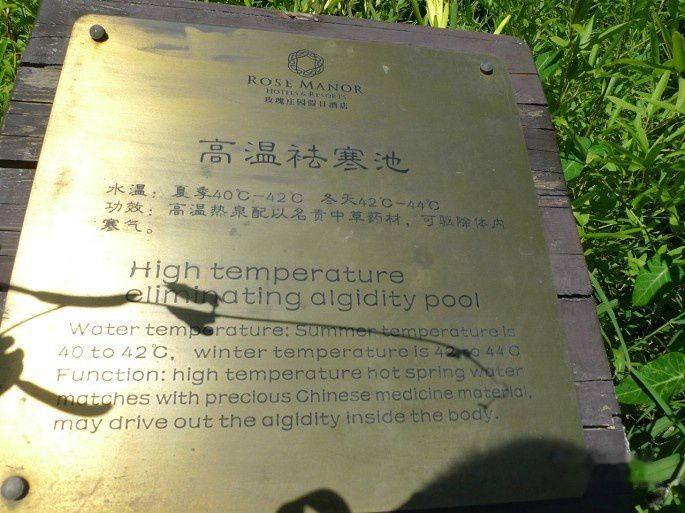 ROSE MANOR
HOTELS & RESORTS
玫瑰庄园假日酒店
高温祛寒池
水温：夏季40℃-42℃ 冬天42℃-44℃
功效：高温热泉配以名贵中草药材，可驱除体内
寒气。
High temperature
eliminating algidity pool
Water temperature: Summer temperature is
40 to 42℃, winter temperature is 42 to 44℃
Function: high temperature hot spring water
matches with precious Chinese medicine material,
may drive out the algidity inside the body.